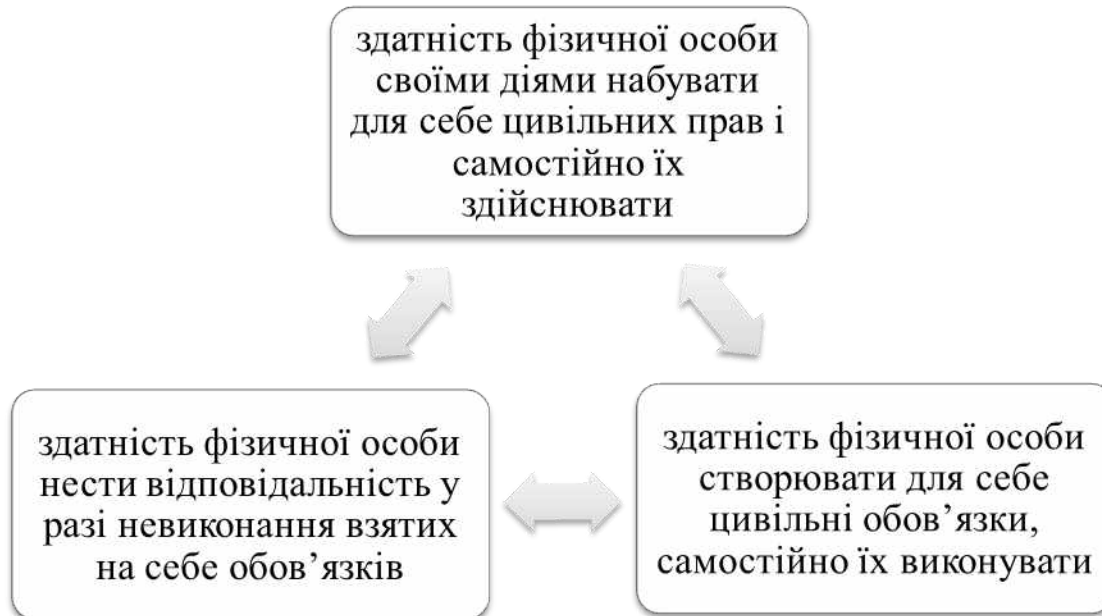 здатність фізичної особи
своїми діями набувати
для себе цивільних прав і
самостійно їх
здійснювати
здатність фізичної особи
нести відповідальність у
разі невиконання взятих
на себе обов’язків
здатність фізичної особи
створювати для себе
цивільні обов’язки,
самостійно їх виконувати